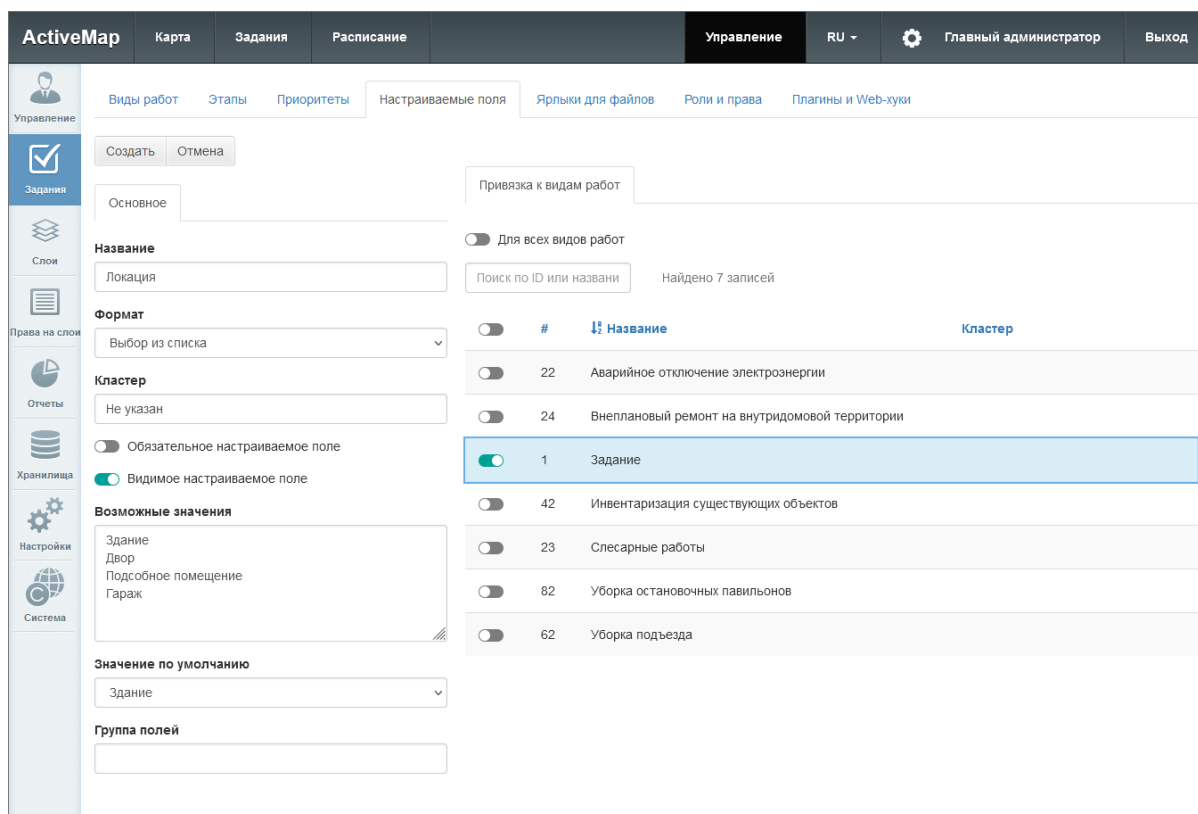 ActiveMap Карта Задания Расписание Управление RU Главный администратор Выход
Управление
Задания
Слои
Права на слои
Отчеты
Хранилища
Настройки
Система
Виды работ Этапы Приоритеты Настраиваемые поля Ярлыки для файлов Роли и права Плагины и Web-хуки
Создать Отмена
Основное
Название
Локация
Формат
Выбор из списка
Кластер
Не указан
Обязательное настраиваемое поле
Видимое настраиваемое поле
Возможные значения
Здание
Двор
Подсобное помещение
Гараж
Значение по умолчанию
Здание
Группа полей
Привязка к видам работ
Для всех видов работ
Поиск по ID или названи Найдено 7 записей
# Название Кластер
22 Аварийное отключение электроэнергии
24 Внеплановый ремонт на внутридомовой территории
1 Задание
42 Инвентаризация существующих объектов
23 Слесарные работы
82 Уборка остановочных павильонов
62 Уборка подъезда